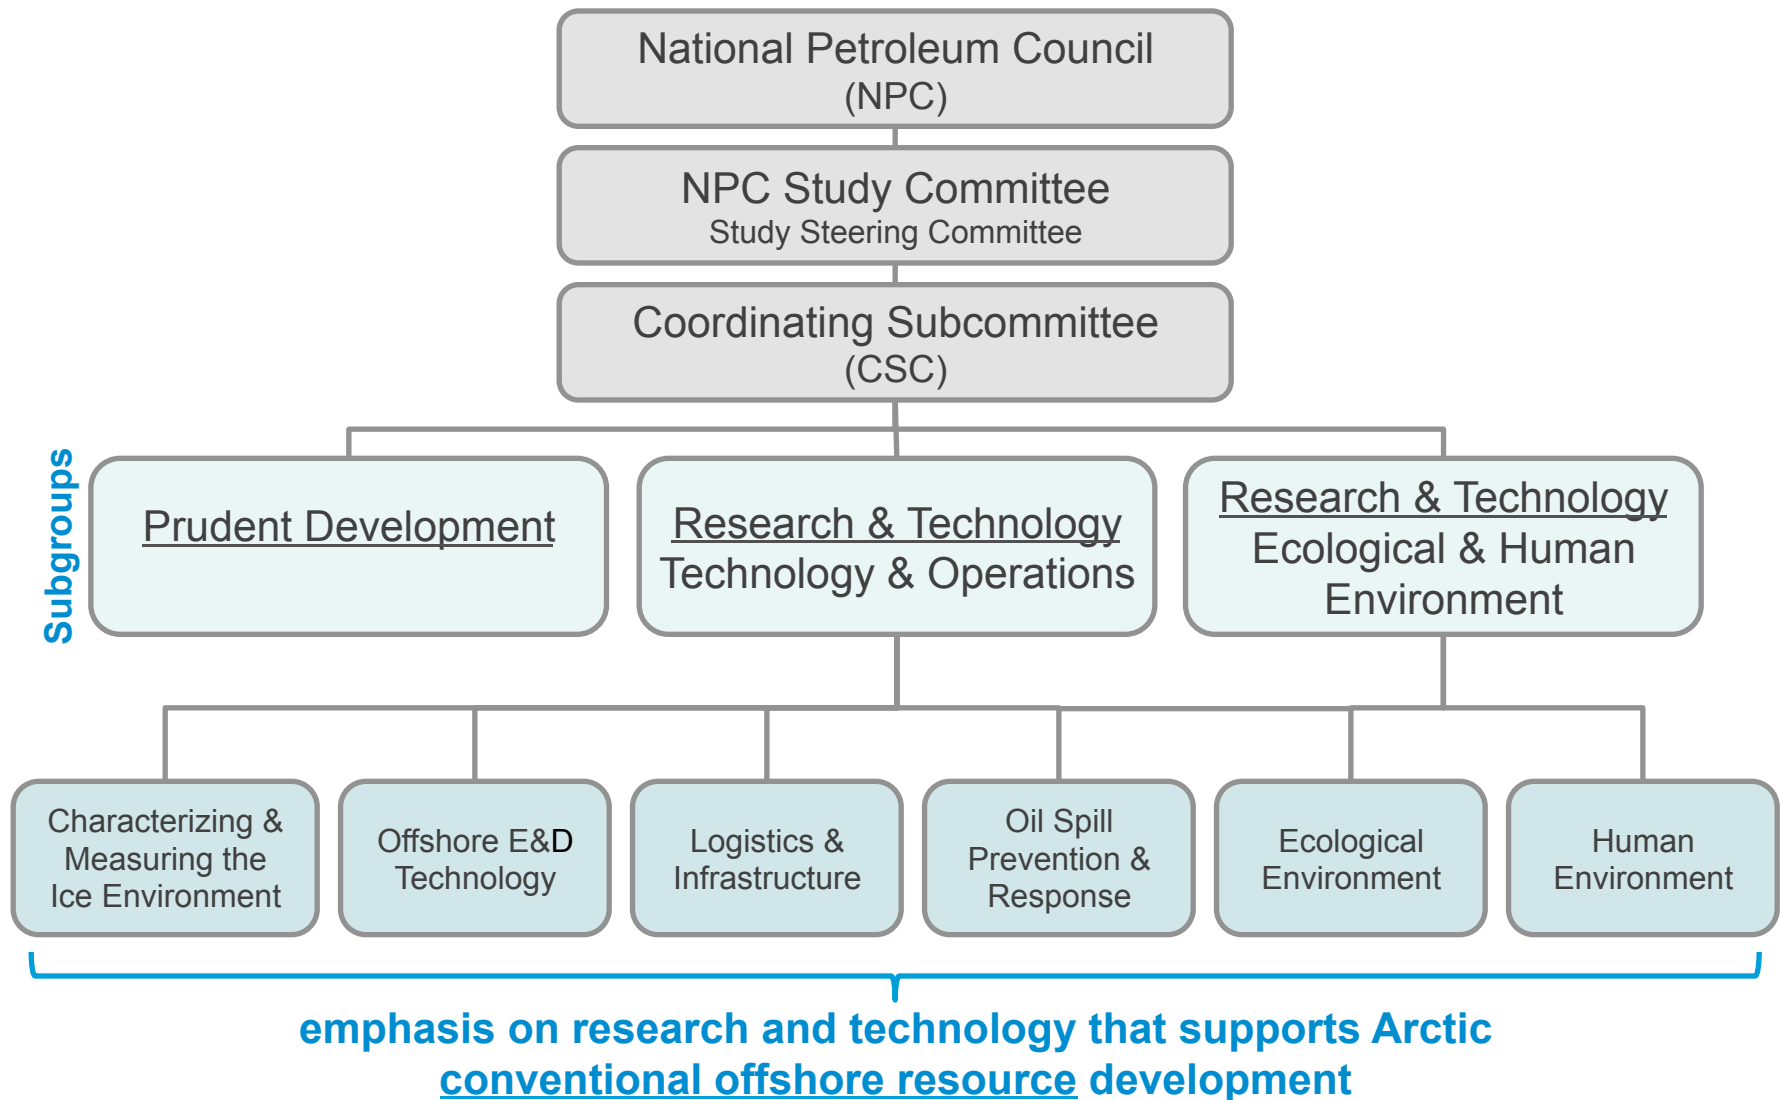 National Petroleum Council
(NPC)
NPC Study Committee
Study Steering Committee
Coordinating Subcommittee
(CSC)
Subgroups
Prudent Development
Research & Technology
Technology & Operations
Research & Technology
Ecological & Human
Environment
Characterizing &
Measuring the
Ice Environment
Offshore E&D
Technology
Logistics &
Infrastructure
Oil Spill
Prevention &
Response
Ecological
Environment
Human
Environment
emphasis on research and technology that supports Arctic
conventional offshore resource development